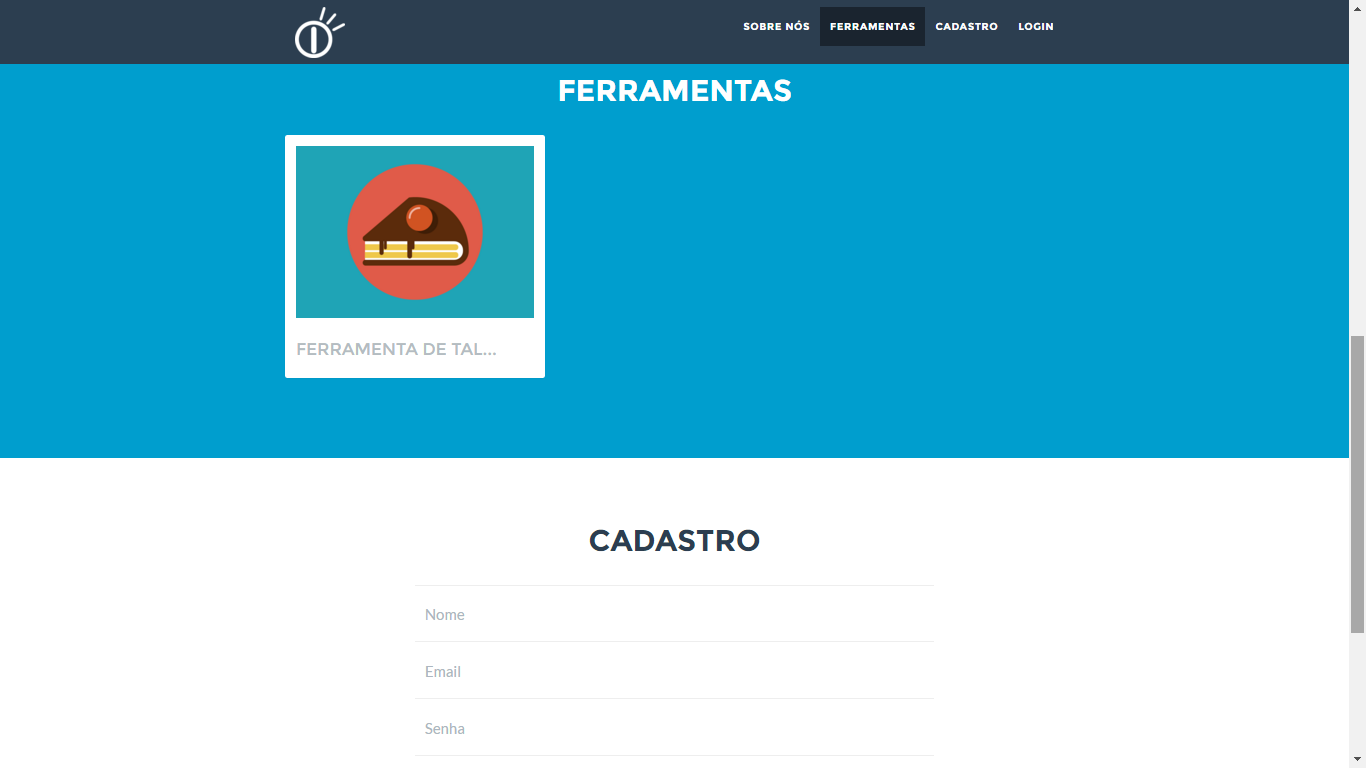 SOBRE NÓS FERRAMENTAS CADASTRO LOGIN
FERRAMENTAS
FERRAMENTA DE TAL...
CADASTRO
Nome
Email
Senha